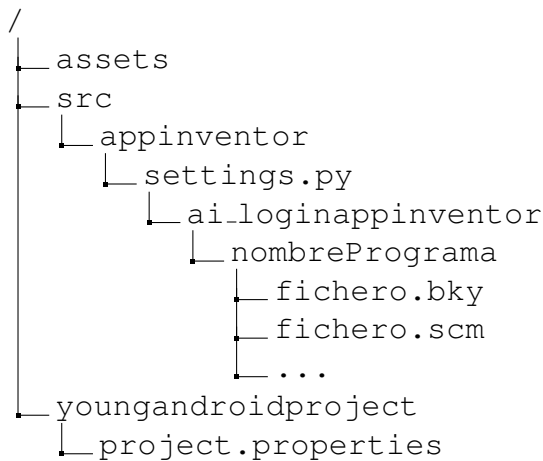 /
assets
src
appinventor
settings.py
ai_loginappinventor
nombrePrograma
fichero.bky
fichero.scm
...
youngandroidproject
project.properties